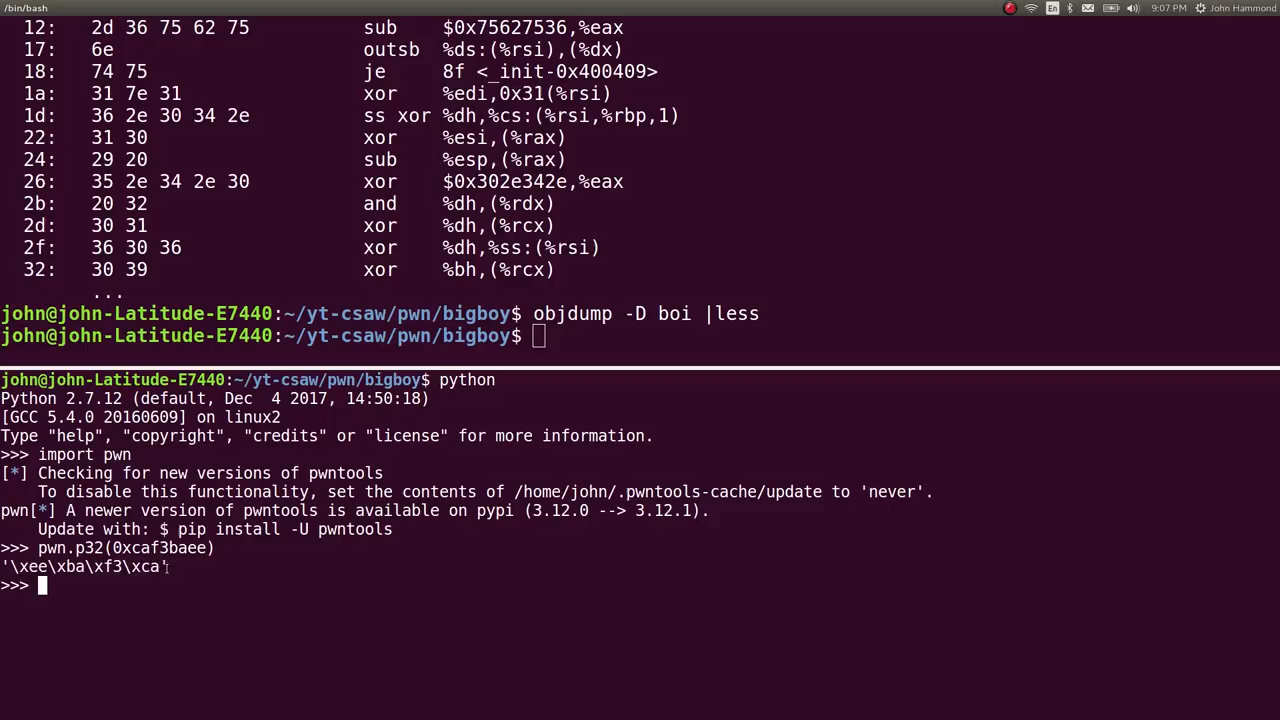 /bin/bash
En
9:07 PM
John Hammond
12: 2d 36 75 62 75 sub $0x75627536,%eax
17: 6e outsb %ds:(%rsi),(%dx)
18: 74 75 je 8f <_init-0x400409>
1a: 31 7e 31 xor %edi,0x31(%rsi)
1d: 36 2e 30 34 2e ss xor %dh,%cs:(%rsi,%rbp,1)
22: 31 30 xor %esi,(%rax)
24: 29 20 sub %esp,(%rax)
26: 35 2e 34 2e 30 xor $0x302e342e,%eax
2b: 20 32 and %dh,(%rdx)
2d: 30 31 xor %dh,(%rcx)
2f: 36 30 36 xor %dh,%ss:(%rsi)
32: 30 39 xor %bh,(%rcx)
...
john@john-Latitude-E7440:~/yt-csaw/pwn/bigboy$ objdump -D boi |less
john@john-Latitude-E7440:~/yt-csaw/pwn/bigboy$
john@john-Latitude-E7440:~/yt-csaw/pwn/bigboy$ python
Python 2.7.12 (default, Dec  4 2017, 14:50:18)
[GCC 5.4.0 20160609] on linux2
Type "help", "copyright", "credits" or "license" for more information.
>>> import pwn
[*] Checking for new versions of pwntools
To disable this functionality, set the contents of /home/john/.pwntools-cache/update to 'never'.
pwn[*] A newer version of pwntools is available on pypi (3.12.0 --> 3.12.1).
Update with: $ pip install -U pwntools
>>> pwn.p32(0xcaf3baee)
'\xee\xba\xf3\xca'
>>>